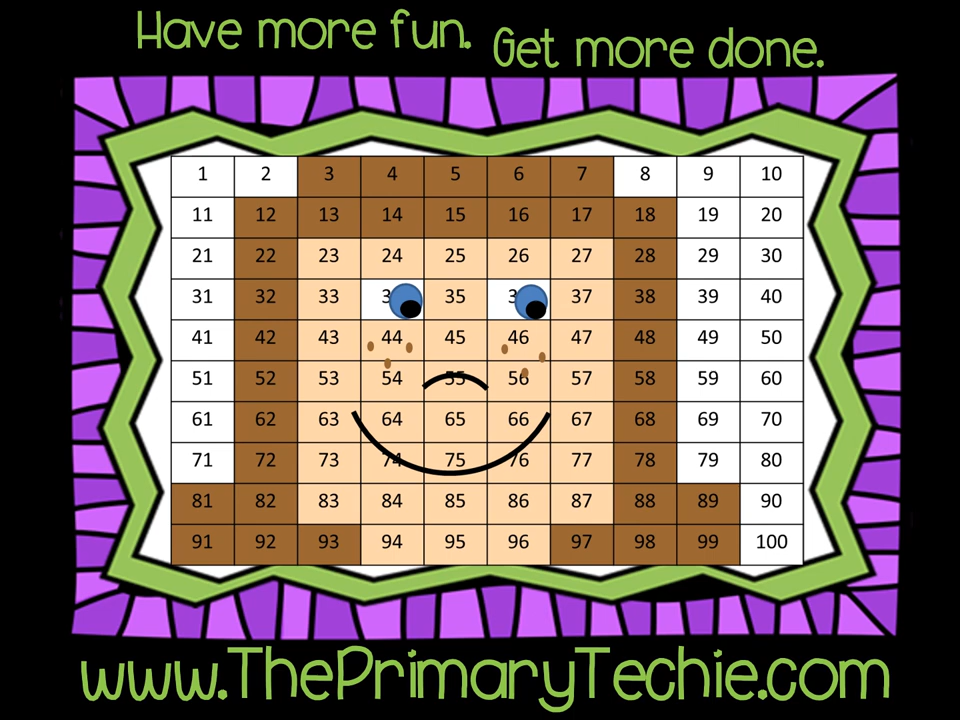 Have more fun. Get more done.
1 2 3 4 5 6 7 8 9 10
11 12 13 14 15 16 17 18 19 20
21 22 23 24 25 26 27 28 29 30
31 32 33 35 37 38 39 40
41 42 43 44 45 46 47 48 49 50
51 52 53 54 55 56 57 58 59 60
61 62 63 64 65 66 67 68 69 70
71 72 73 74 75 76 77 78 79 80
81 82 83 84 85 86 87 88 89 90
91 92 93 94 95 96 97 98 99 100
www.ThePrimaryTechie.com